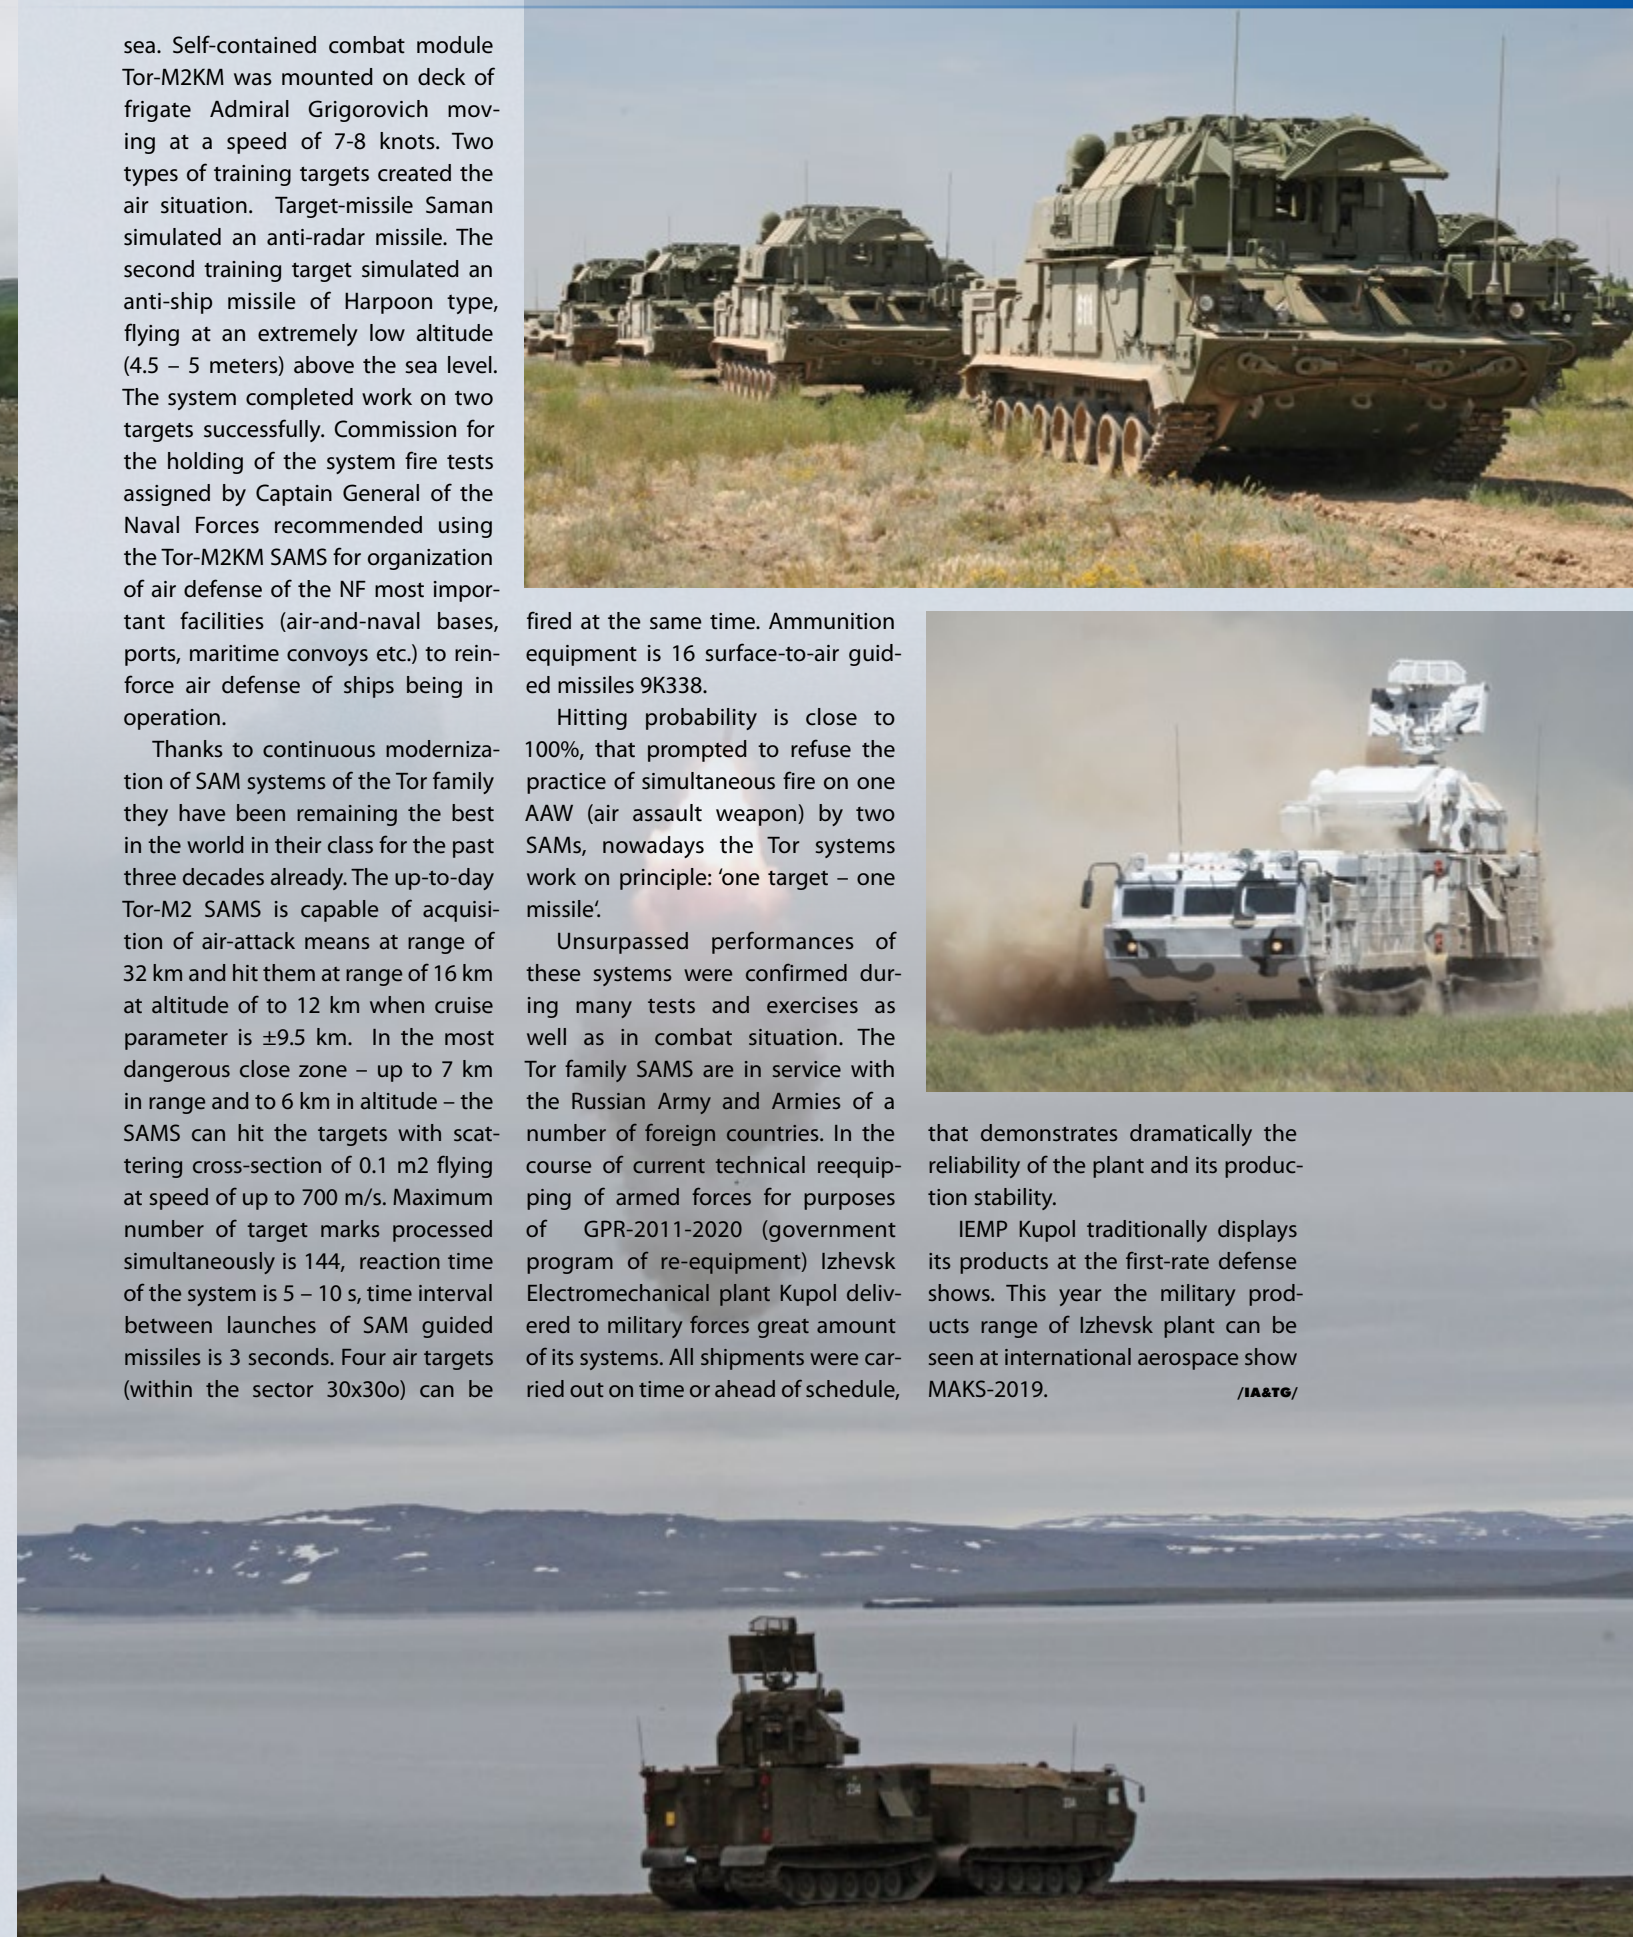 sea. Self-contained combat module
Tor-M2KM was mounted on deck of
frigate Admiral Grigorovich mov-
ing at a speed of 7-8 knots. Two
types of training targets created the
air situation. Target-missile Saman
simulated an anti-radar missile. The
second training target simulated an
anti-ship missile of Harpoon type,
flying at an extremely low altitude
(4.5 – 5 meters) above the sea level.
The system completed work on two
targets successfully. Commission for
the holding of the system fire tests
assigned by Captain General of the
Naval Forces recommended using
the Tor-M2KM SAMS for organization
of air defense of the NF most impor-
tant facilities (air-and-naval bases,
ports, maritime convoys etc.) to rein-
force air defense of ships being in
operation.
Thanks to continuous moderniza-
tion of SAM systems of the Tor family
they have been remaining the best
in the world in their class for the past
three decades already. The up-to-day
Tor-M2 SAMS is capable of acquisi-
tion of air-attack means at range of
32 km and hit them at range of 16 km
at altitude of to 12 km when cruise
parameter is ±9.5 km. In the most
dangerous close zone – up to 7 km
in range and to 6 km in altitude – the
SAMS can hit the targets with scat-
tering cross-section of 0.1 m2 flying
at speed of up to 700 m/s. Maximum
number of target marks processed
simultaneously is 144, reaction time
of the system is 5 – 10 s, time interval
between launches of SAM guided
missiles is 3 seconds. Four air targets
(within the sector 30x30o) can be
fired at the same time. Ammunition
equipment is 16 surface-to-air guid-
ed missiles 9K338.
Hitting probability is close to
100%, that prompted to refuse the
practice of simultaneous fire on one
AAW (air assault weapon) by two
SAMs, nowadays the Tor systems
work on principle: 'one target – one
missile'.
Unsurpassed performances of
these systems were confirmed dur-
ing many tests and exercises as
well as in combat situation. The
Tor family SAMS are in service with
the Russian Army and Armies of a
number of foreign countries. In the
course of current technical reequip-
ping of armed forces for purposes
of GPR-2011-2020 (government
program of re-equipment) Izhevsk
Electromechanical plant Kupol deliv-
ered to military forces great amount
of its systems. All shipments were car-
ried out on time or ahead of schedule,
that demonstrates dramatically the
reliability of the plant and its produc-
tion stability.
IEMP Kupol traditionally displays
its products at the first-rate defense
shows. This year the military prod-
ucts range of Izhevsk plant can be
seen at international aerospace show
MAKS-2019.
/IA&TG/
234
234